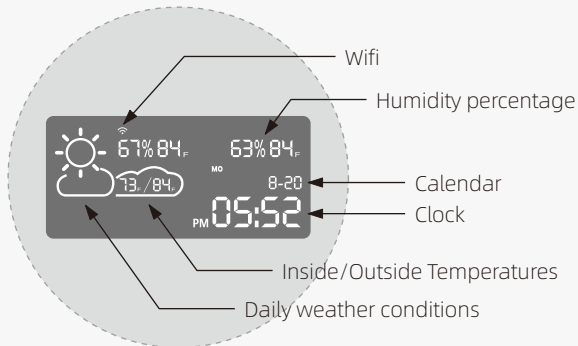 Wifi
Humidity percentage
67% 84F
63% 84F
MO
73F/84F
8-20
Calendar
PM 05:52
Clock
Inside/Outside Temperatures
Daily weather conditions